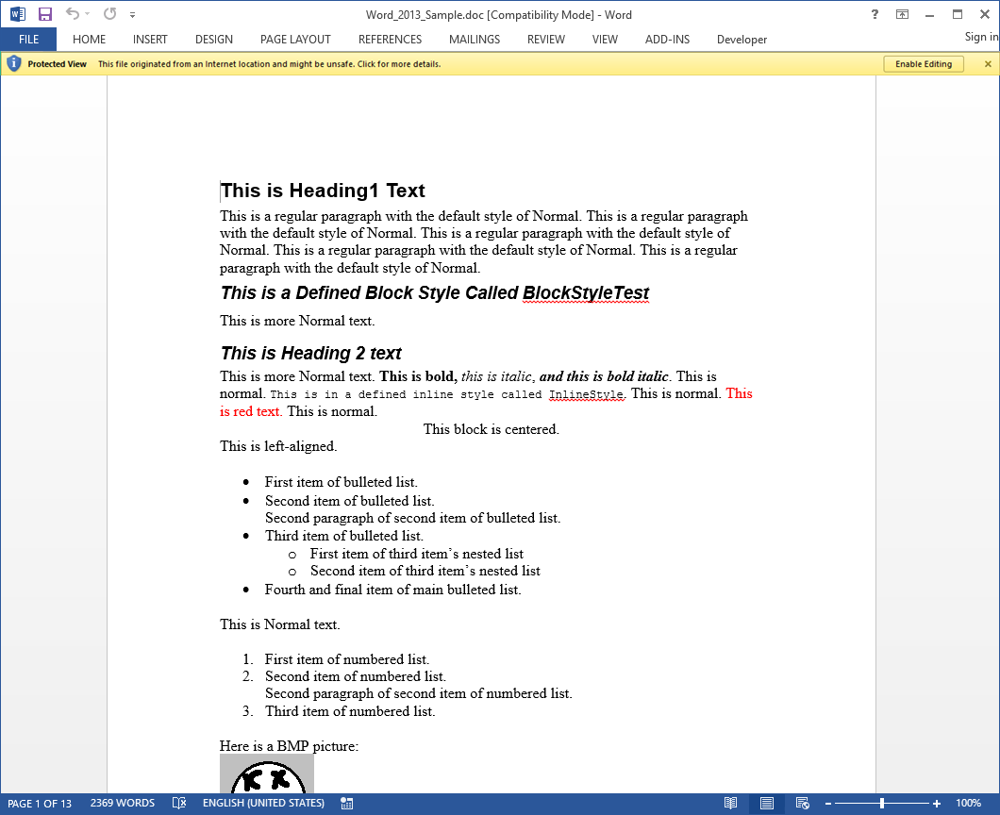 Word_2013_Sample.doc [Compatibility Mode] - Word
?
FILE HOME INSERT DESIGN PAGE LAYOUT REFERENCES MAILINGS REVIEW VIEW ADD-INS Developer Sign in
Protected View This file originated from an Internet location and might be unsafe. Click for more details. Enable Editing
This is Heading1 Text
This is a regular paragraph with the default style of Normal. This is a regular paragraph
with the default style of Normal. This is a regular paragraph with the default style of
Normal. This is a regular paragraph with the default style of Normal. This is a regular
paragraph with the default style of Normal.
This is a Defined Block Style Called BlockStyleTest
This is more Normal text.
This is Heading 2 text
This is more Normal text. This is bold, this is italic, and this is bold italic. This is
normal. This is in a defined inline style called InlineStyle. This is normal. This
is red text. This is normal.
This block is centered.
This is left-aligned.
• First item of bulleted list.
• Second item of bulleted list.
Second paragraph of second item of bulleted list.
• Third item of bulleted list.
o First item of third item’s nested list
o Second item of third item’s nested list
• Fourth and final item of main bulleted list.
This is Normal text.
1. First item of numbered list.
2. Second item of numbered list.
Second paragraph of second item of numbered list.
3. Third item of numbered list.
Here is a BMP picture:
PAGE 1 OF 13 2369 WORDS ENGLISH (UNITED STATES) 100%